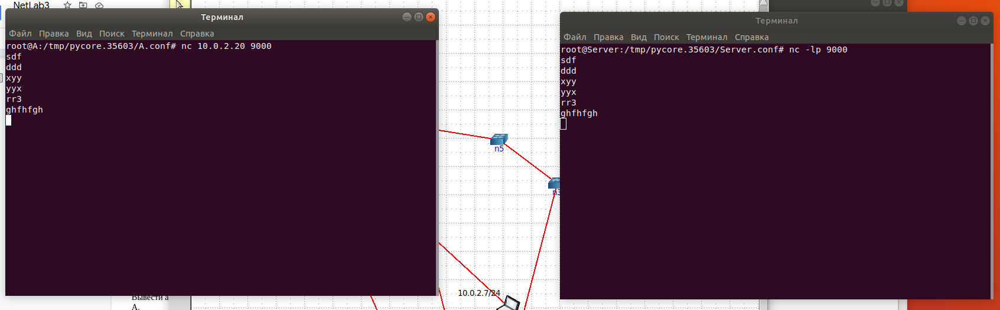 NetLab3
Терминал
Файл Правка Вид Поиск Терминал Справка
root@A:/tmp/pycore.35603/A.conf# nc 10.0.2.20 9000
sdf
ddd
xyy
yyx
rr3
ghfhfgh
Терминал
Файл Правка Вид Поиск Терминал Справка
root@Server:/tmp/pycore.35603/Server.conf# nc -lp 9000
sdf
ddd
xyy
yyx
rr3
ghfhfgh
n5
10.0.2.7/24
Вывести а
А.